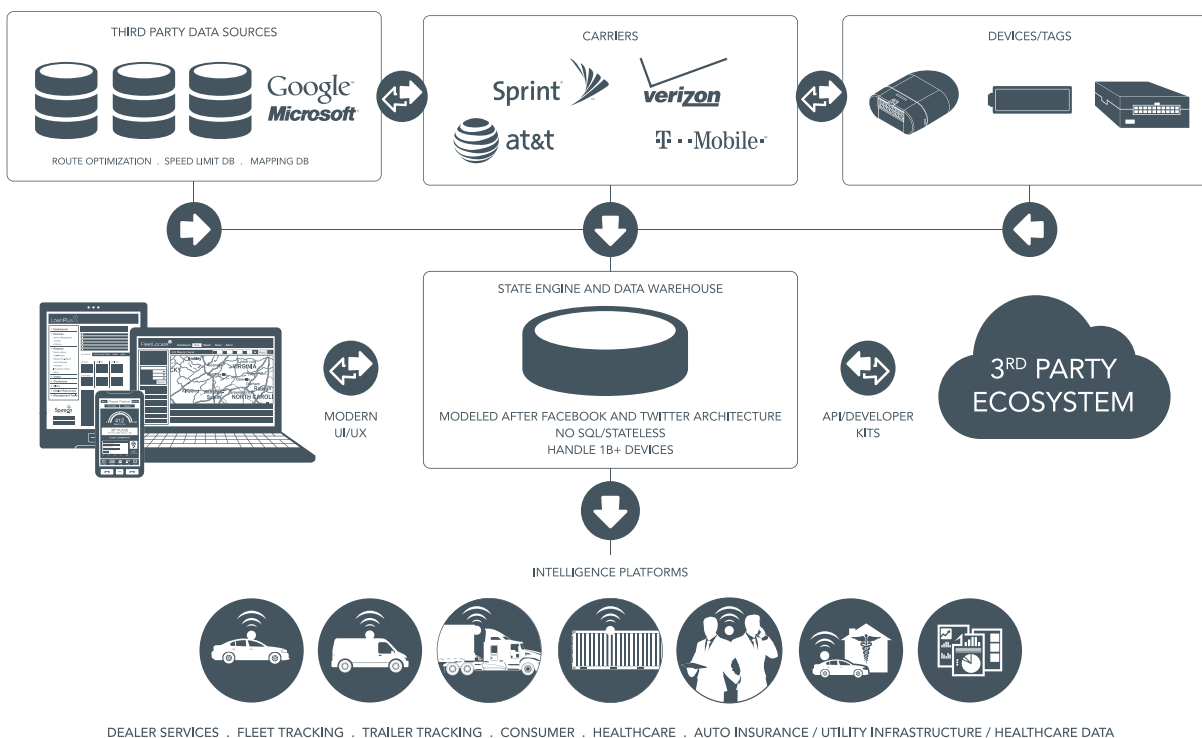 THIRD PARTY DATA SOURCES
Google
Microsoft
ROUTE OPTIMIZATION . SPEED LIMIT DB . MAPPING DB
CARRIERS
Sprint
verizon
at&t
T··Mobile·
DEVICES/TAGS
STATE ENGINE AND DATA WAREHOUSE
MODELED AFTER FACEBOOK AND TWITTER ARCHITECTURE
NO SQL/STATELESS
HANDLE 1B+ DEVICES
FleetLocate
VIRGINIA
MODERN
UI/UX
API/DEVELOPER
KITS
3RD PARTY
ECOSYSTEM
INTELLIGENCE PLATFORMS
DEALER SERVICES . FLEET TRACKING . TRAILER TRACKING . CONSUMER . HEALTHCARE . AUTO INSURANCE / UTILITY INFRASTRUCTURE / HEALTHCARE DATA